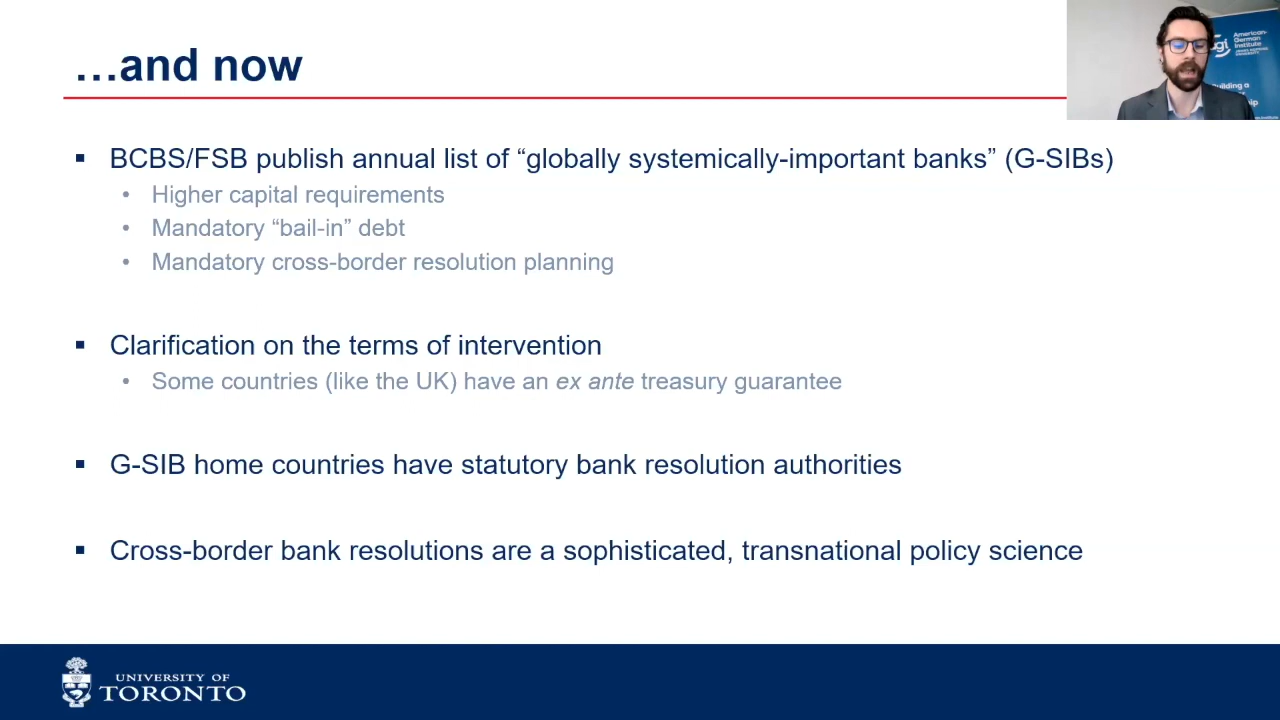 …and now
BCBS/FSB publish annual list of “globally systemically-important banks” (G-SIBs)
Higher capital requirements
Mandatory “bail-in” debt
Mandatory cross-border resolution planning
Clarification on the terms of intervention
Some countries (like the UK) have an ex ante treasury guarantee
G-SIB home countries have statutory bank resolution authorities
Cross-border bank resolutions are a sophisticated, transnational policy science
UNIVERSITY OF
TORONTO
American-
German
Institute